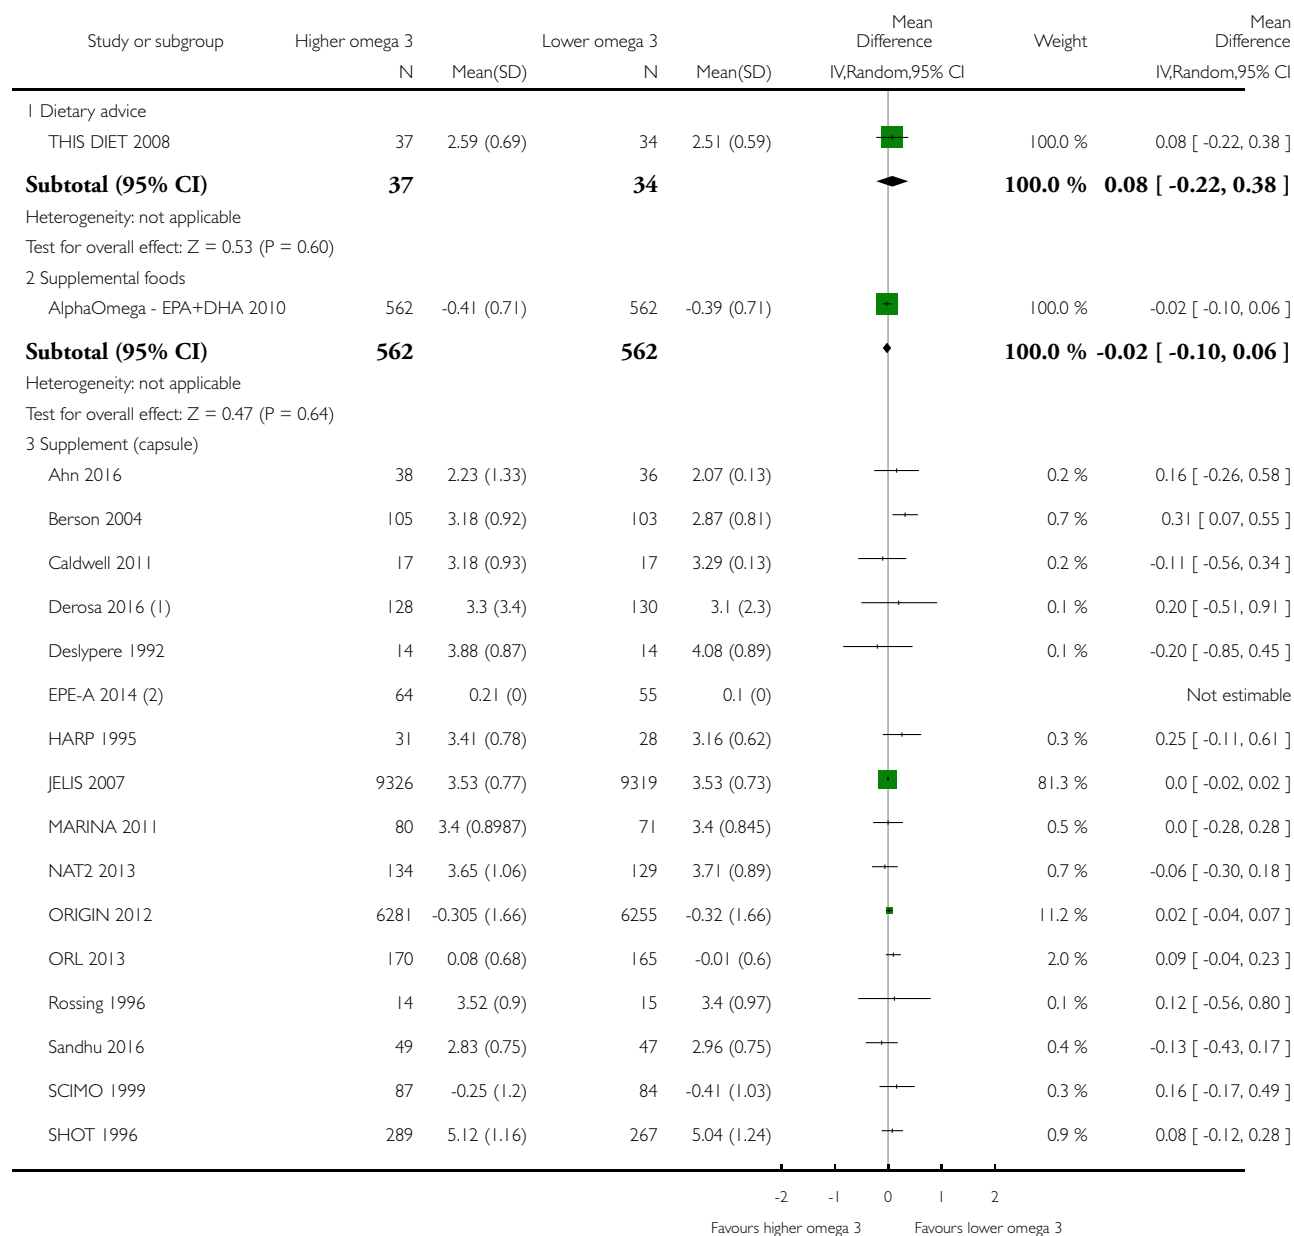 Mean Mean
Study or subgroup Higher omega 3 Lower omega 3 Difference Weight Difference
N Mean(SD) N Mean(SD) IV,Random,95% CI IV,Random,95% CI
1 Dietary advice
THIS DIET 2008 37 2.59 (0.69) 34 2.51 (0.59) 100.0 % 0.08 [ -0.22, 0.38 ]
Subtotal (95% CI) 37 34 100.0 % 0.08 [ -0.22, 0.38 ]
Heterogeneity: not applicable
Test for overall effect: Z = 0.53 (P = 0.60)
2 Supplemental foods
AlphaOmega - EPA+DHA 2010 562 -0.41 (0.71) 562 -0.39 (0.71) 100.0 % -0.02 [ -0.10, 0.06 ]
Subtotal (95% CI) 562 562 100.0 % -0.02 [ -0.10, 0.06 ]
Heterogeneity: not applicable
Test for overall effect: Z = 0.47 (P = 0.64)
3 Supplement (capsule)
Ahn 2016 38 2.23 (1.33) 36 2.07 (0.13) 0.2 % 0.16 [ -0.26, 0.58 ]
Berson 2004 105 3.18 (0.92) 103 2.87 (0.81) 0.7 % 0.31 [ 0.07, 0.55 ]
Caldwell 2011 17 3.18 (0.93) 17 3.29 (0.13) 0.2 % -0.11 [ -0.56, 0.34 ]
Derosa 2016 (1) 128 3.3 (3.4) 130 3.1 (2.3) 0.1 % 0.20 [ -0.51, 0.91 ]
Deslypere 1992 14 3.88 (0.87) 14 4.08 (0.89) 0.1 % -0.20 [ -0.85, 0.45 ]
EPE-A 2014 (2) 64 0.21 (0) 55 0.1 (0) Not estimable
HARP 1995 31 3.41 (0.78) 28 3.16 (0.62) 0.3 % 0.25 [ -0.11, 0.61 ]
JELIS 2007 9326 3.53 (0.77) 9319 3.53 (0.73) 81.3 % 0.0 [ -0.02, 0.02 ]
MARINA 2011 80 3.4 (0.8987) 71 3.4 (0.845) 0.5 % 0.0 [ -0.28, 0.28 ]
NAT2 2013 134 3.65 (1.06) 129 3.71 (0.89) 0.7 % -0.06 [ -0.30, 0.18 ]
ORIGIN 2012 6281 -0.305 (1.66) 6255 -0.32 (1.66) 11.2 % 0.02 [ -0.04, 0.07 ]
ORL 2013 170 0.08 (0.68) 165 -0.01 (0.6) 2.0 % 0.09 [ -0.04, 0.23 ]
Rossing 1996 14 3.52 (0.9) 15 3.4 (0.97) 0.1 % 0.12 [ -0.56, 0.80 ]
Sandhu 2016 49 2.83 (0.75) 47 2.96 (0.75) 0.4 % -0.13 [ -0.43, 0.17 ]
SCIMO 1999 87 -0.25 (1.2) 84 -0.41 (1.03) 0.3 % 0.16 [ -0.17, 0.49 ]
SHOT 1996 289 5.12 (1.16) 267 5.04 (1.24) 0.9 % 0.08 [ -0.12, 0.28 ]
-2 -1 0 1 2
Favours higher omega 3 Favours lower omega 3